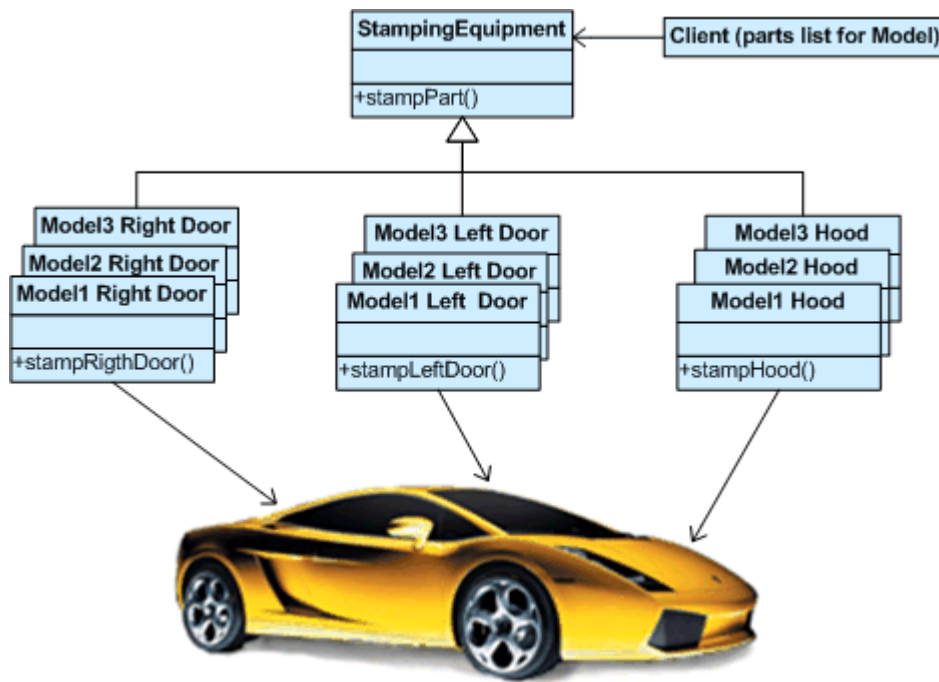 StampingEquipment
Client (parts list for Model)
+stampPart()
Model3 Right Door
Model2 Right Door
Model1 Right Door
+stampRigthDoor()
Model3 Left Door
Model2 Left Door
Model1 Left Door
+stampLeftDoor()
Model3 Hood
Model2 Hood
Model1 Hood
+stampHood()